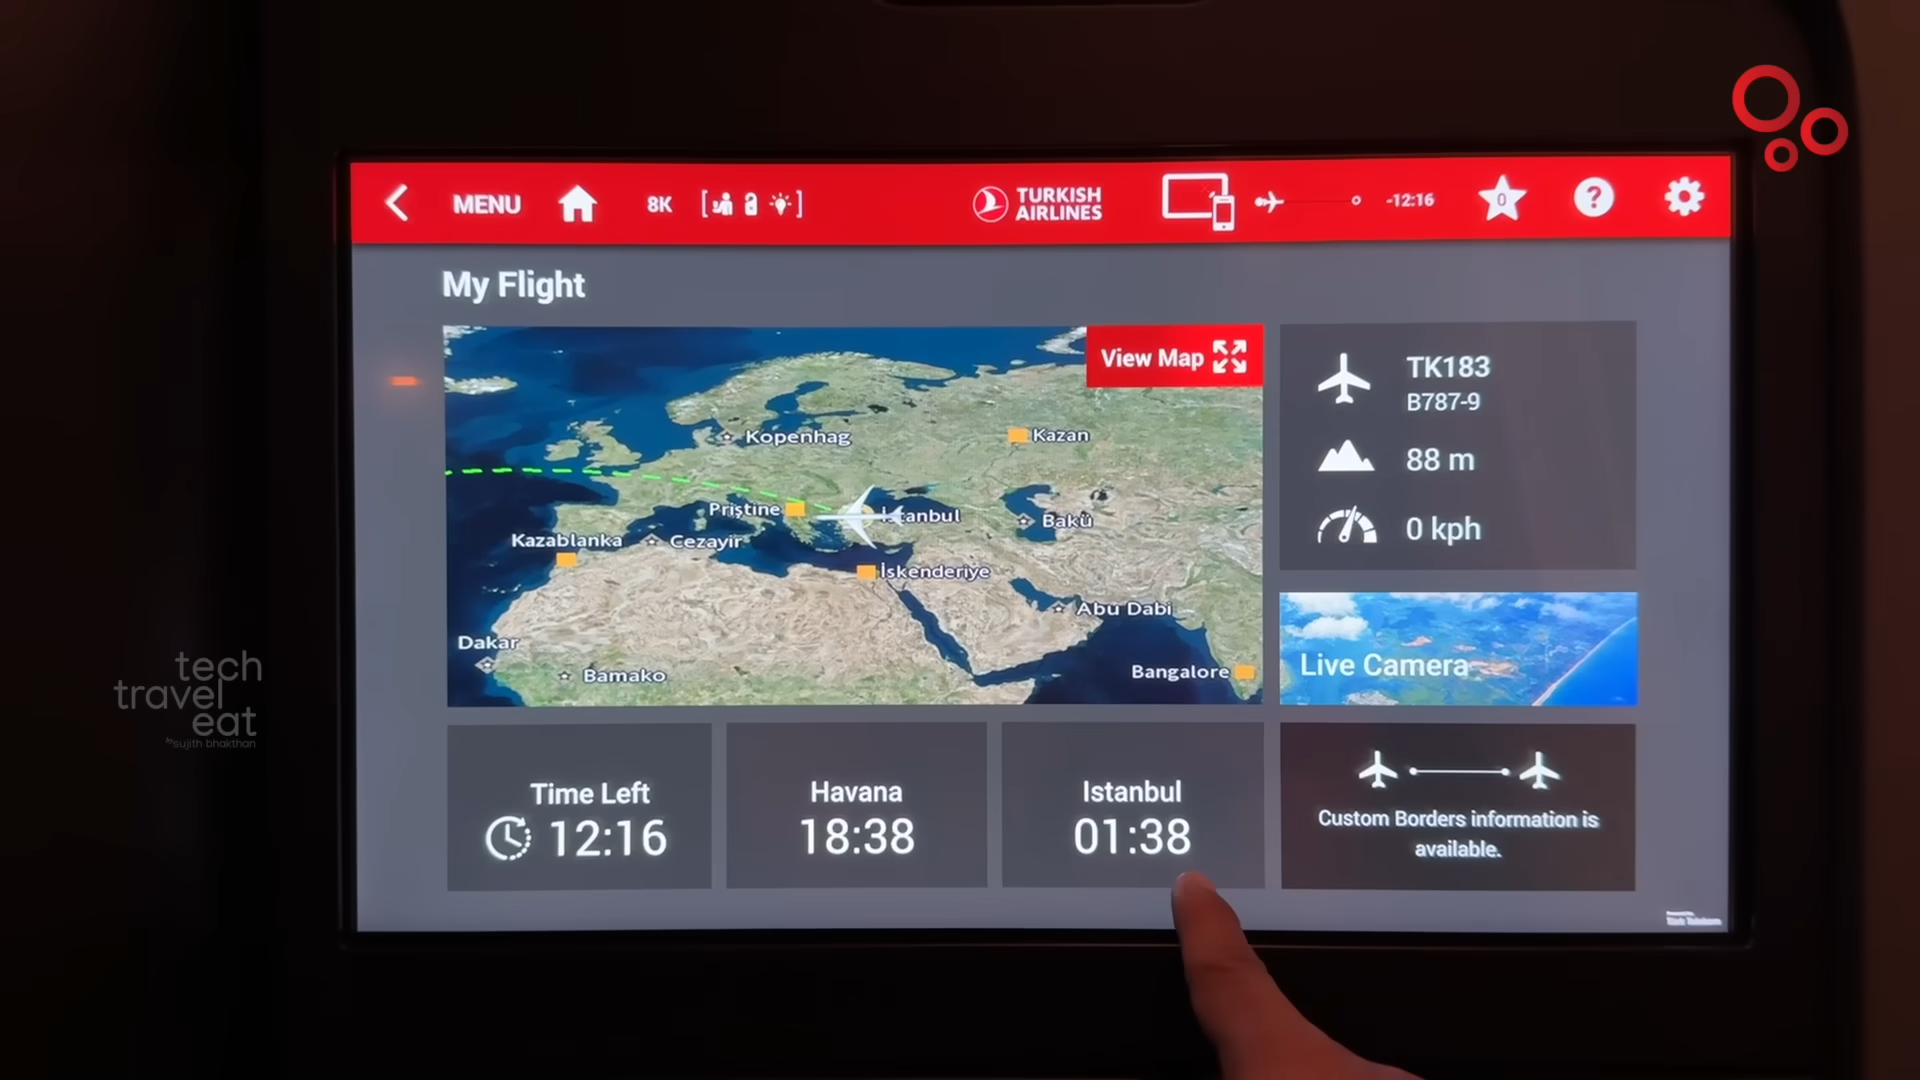 MENU
8K
TURKISH
AIRLINES
-12:16
0
My Flight
View Map
Kopenhag
Kazan
Priştine
Istanbul
Bakü
Kazablanka
Cezayir
İskenderiye
Abu Dabi
Dakar
Bamako
Bangalore
TK183
B787-9
88 m
0 kph
Live Camera
Time Left
12:16
Havana
18:38
Istanbul
01:38
Custom Borders information is
available.
tech
travel
eat
by sujith bhakthan